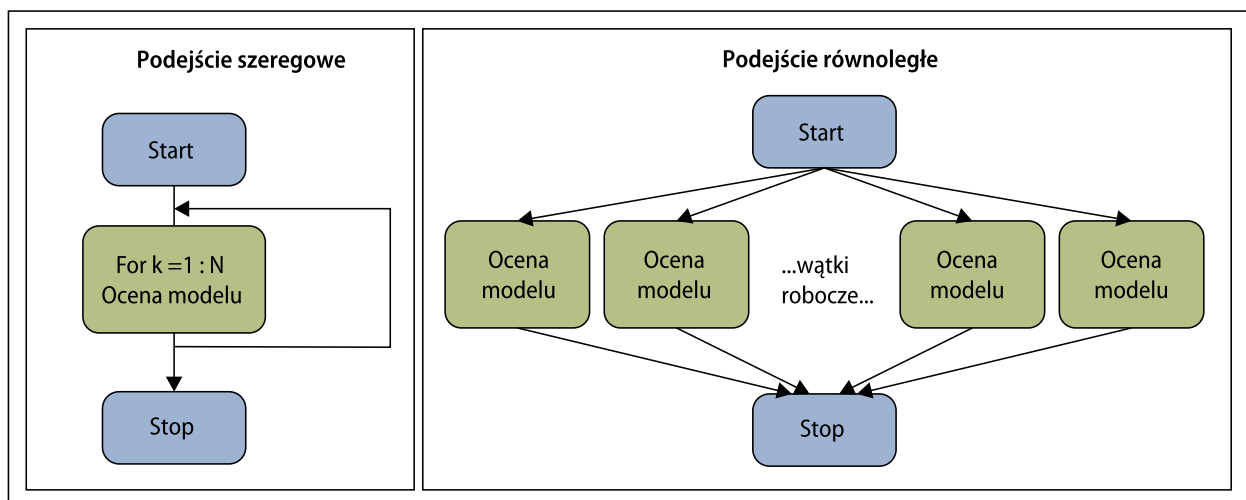 Podejście szeregowe
Start
For k =1 : N
Ocena modelu
Stop
Podejście równoległe
Start
Ocena
modelu
Ocena
modelu
...wątki
robocze...
Ocena
modelu
Ocena
modelu
Stop